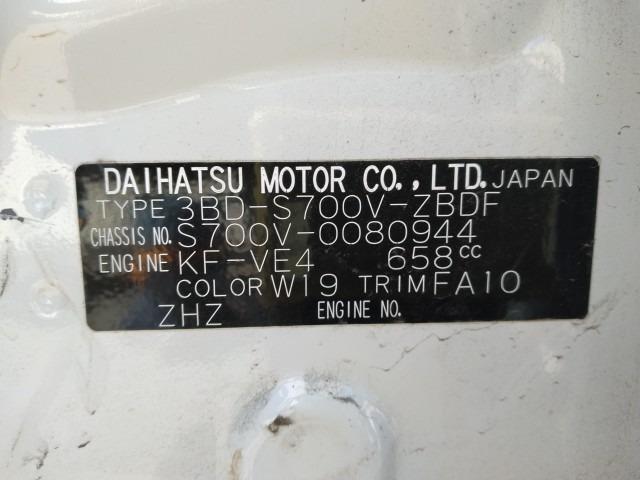 DAIHATSU MOTOR CO., LTD. JAPAN
TYPE 3BD-S700V-ZBDF
CHASSIS NO. S700V-0080944
ENGINE KF-VE4 658cc
COLOR W19 TRIM FA10
ZHZ ENGINE NO.